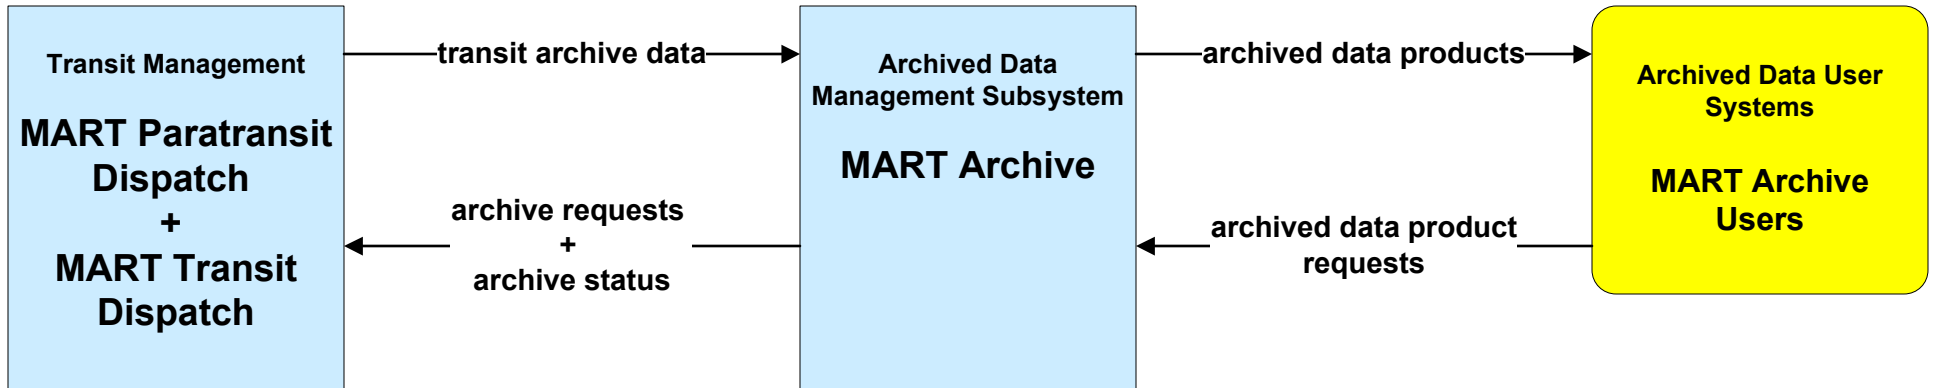 Transit Management
MART Paratransit
Dispatch
+
MART Transit
Dispatch
transit archive data
archive requests
+
archive status
Archived Data
Management Subsystem
MART Archive
archived data products
archived data product
requests
Archived Data User
Systems
MART Archive
Users